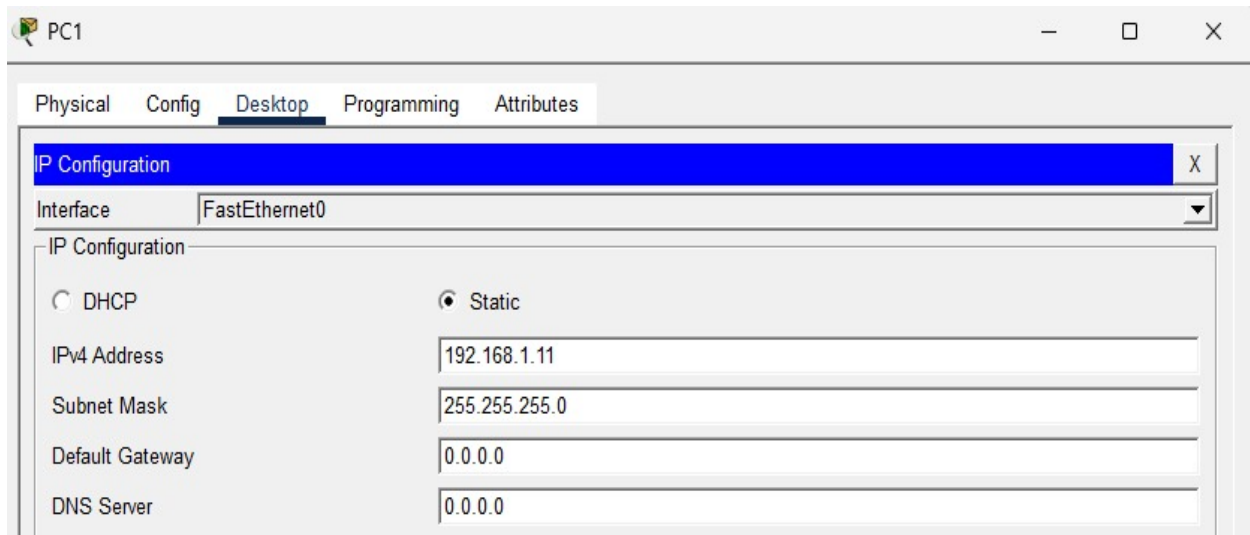 PC1
Physical Config Desktop Programming Attributes
IP Configuration X
Interface FastEthernet0
IP Configuration
DHCP Static
IPv4 Address 192.168.1.11
Subnet Mask 255.255.255.0
Default Gateway 0.0.0.0
DNS Server 0.0.0.0